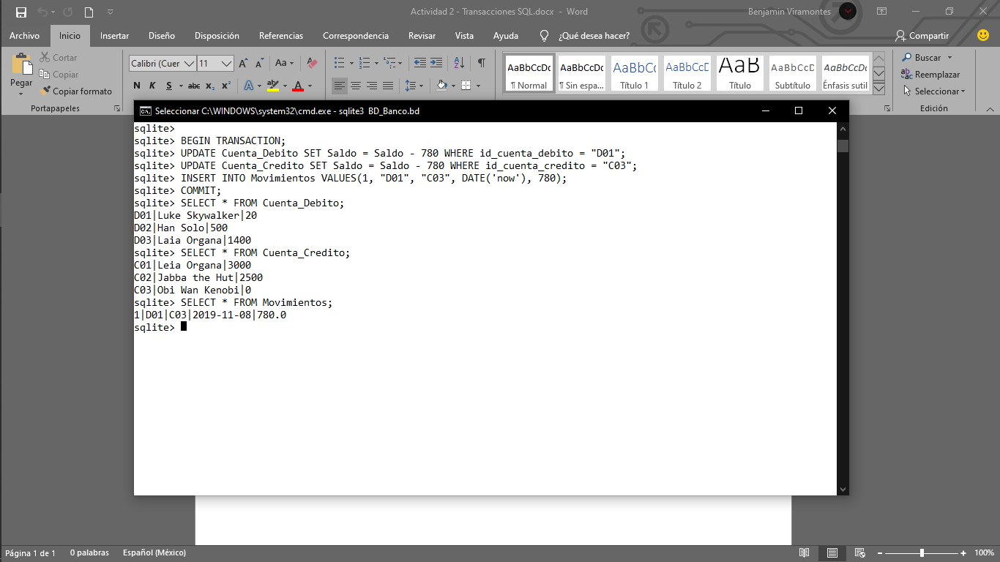 Actividad 2 - Transacciones SQL.docx - Word
Benjamin Viramontes
Archivo Inicio Insertar Diseño Disposición Referencias Correspondencia Revisar Vista Ayuda ¿Qué desea hacer? Compartir
Pegar
Cortar
Copiar
Copiar formato
Portapapeles
Calibri (Cuer 11
N K S abc x₂ x² A aby A
AaBbCcDc AaBbCcDc AaBbCc AaBbCcE AaB AaBbCcD AaBbCcDc
¶ Normal ¶ Sin espa... Título 1 Título 2 Título Subtítulo Énfasis sutil
Buscar
Reemplazar
Seleccionar
Edición
Seleccionar C:\WINDOWS\system32\cmd.exe - sqlite3 BD_Banco.bd
sqlite>
sqlite> BEGIN TRANSACTION;
sqlite> UPDATE Cuenta_Debito SET Saldo = Saldo - 780 WHERE id_cuenta_debito = "D01";
sqlite> UPDATE Cuenta_Credito SET Saldo = Saldo - 780 WHERE id_cuenta_credito = "C03";
sqlite> INSERT INTO Movimientos VALUES(1, "D01", "C03", DATE('now'), 780);
sqlite> COMMIT;
sqlite> SELECT * FROM Cuenta_Debito;
D01|Luke Skywalker|20
D02|Han Solo|500
D03|Laia Organa|1400
sqlite> SELECT * FROM Cuenta_Credito;
C01|Leia Organa|3000
C02|Jabba the Hut|2500
C03|Obi Wan Kenobi|0
sqlite> SELECT * FROM Movimientos;
1|D01|C03|2019-11-08|780.0
sqlite>
Página 1 de 1 0 palabras Español (México) 100%